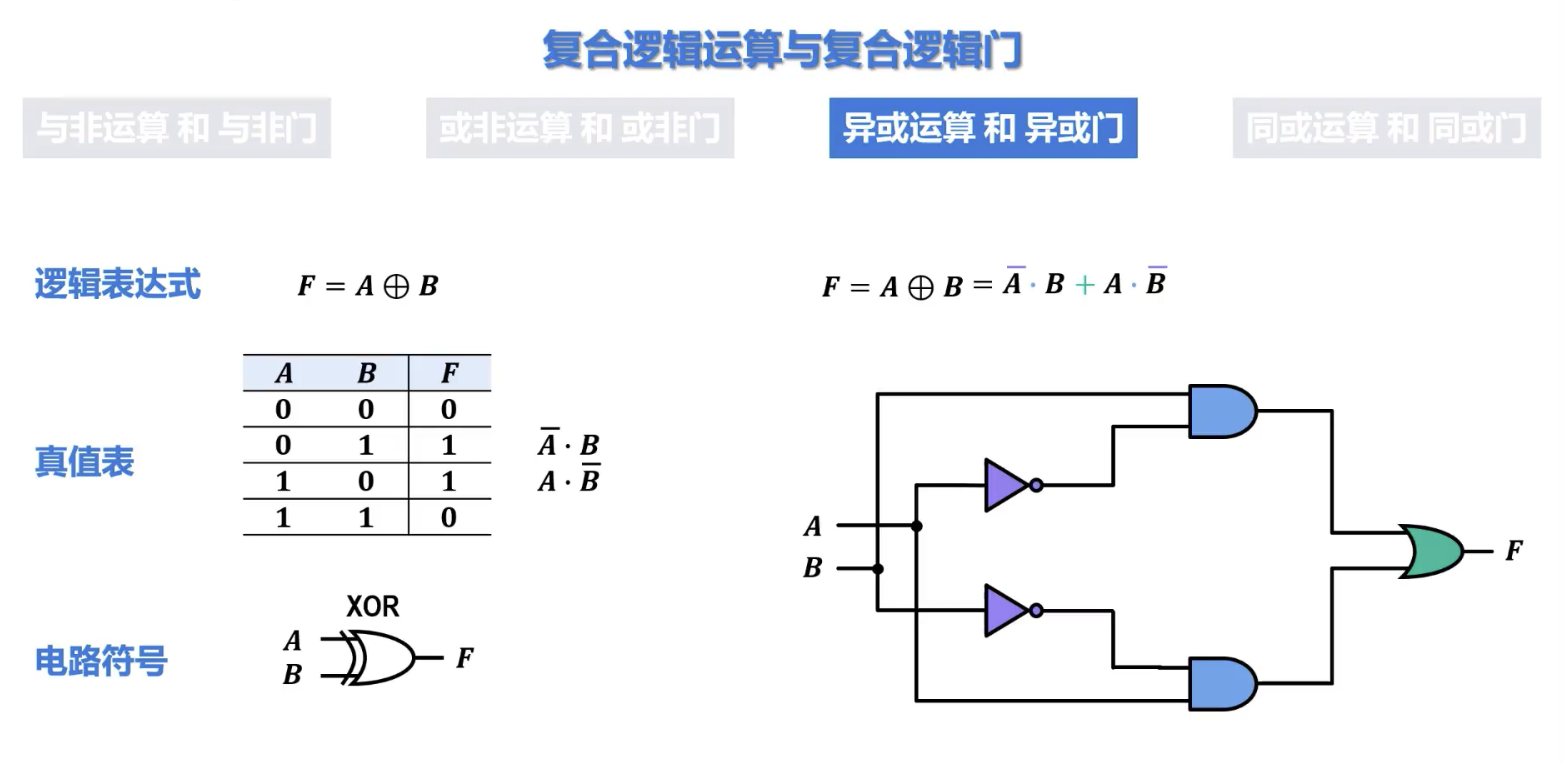 复合逻辑运算与复合逻辑门
与非运算 和 与非门 或非运算 和 或非门 异或运算 和 异或门 同或运算 和 同或门
逻辑表达式 F = A ⊕ B F = A ⊕ B = A̅ · B + A · B̅
真值表
A B F
0 0 0
0 1 1 A̅ · B
1 0 1 A · B̅
1 1 0
电路符号
XOR
A
B
F
A
B
F